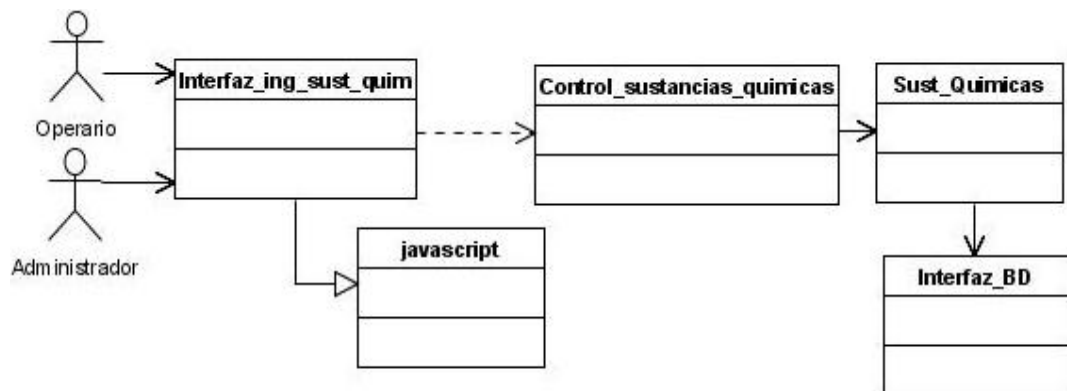 Operario
Administrador
Interfaz_ing_sust_quim
javascript
Control_sustancias_quimicas
Sust_Quimicas
Interfaz_BD